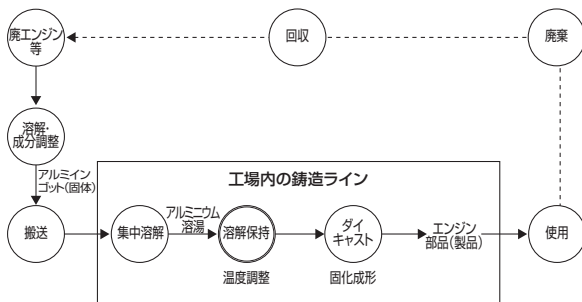 廃エンジン
等
回収
廃棄
溶解・
成分調整
アルミイン
ゴット(固体)
工場内の鋳造ライン
搬送
集中溶解
アルミニウム
溶湯
溶解保持
ダイ
キャスト
エンジン
部品(製品)
使用
温度調整
固化成形